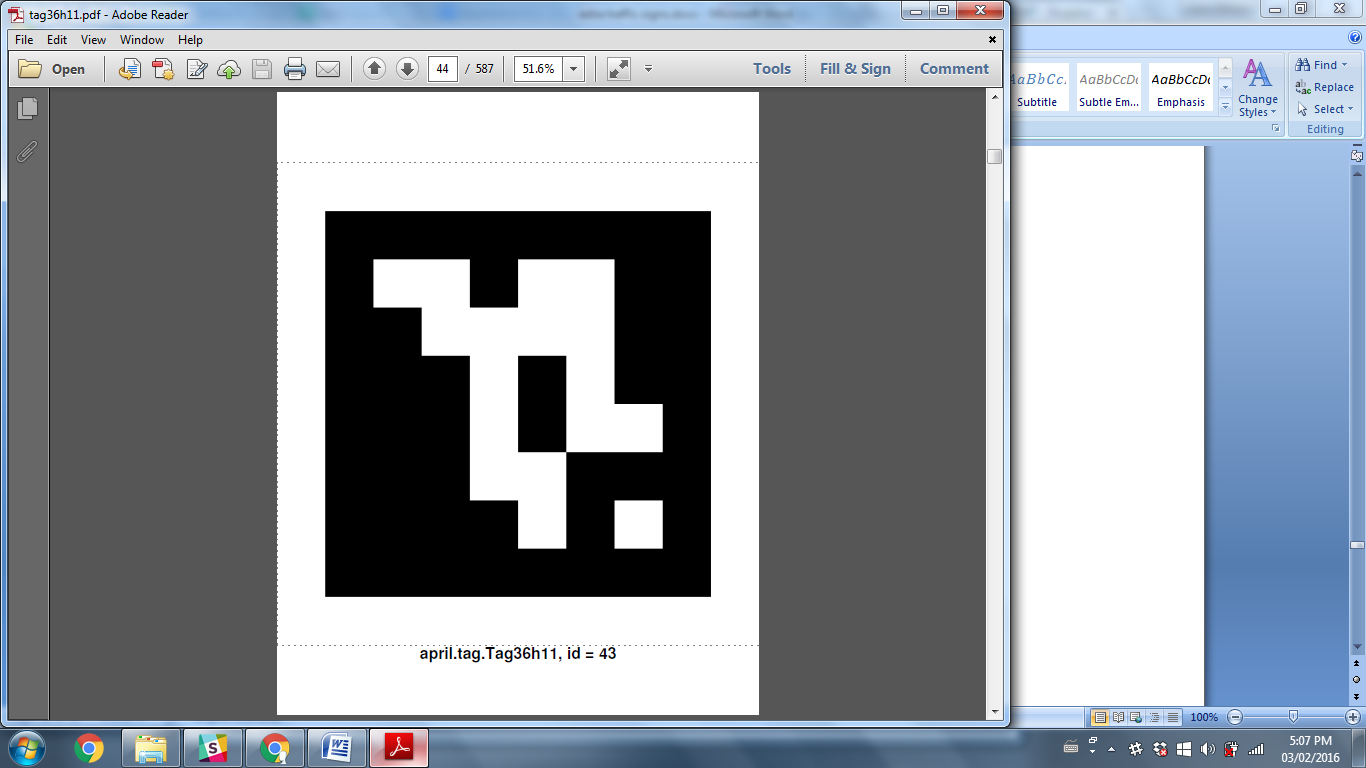 tag36h11.pdf - Adobe Reader
File Edit View Window Help
Open 44 / 587 51.6% Tools Fill & Sign Comment
AaBbCcDc AaBbCcDc
Subtitle Subtle Em... Emphasis
Change Styles
Find
Replace
Select
Editing
april.tag.Tag36h11, id = 43
100%
5:07 PM
03/02/2016